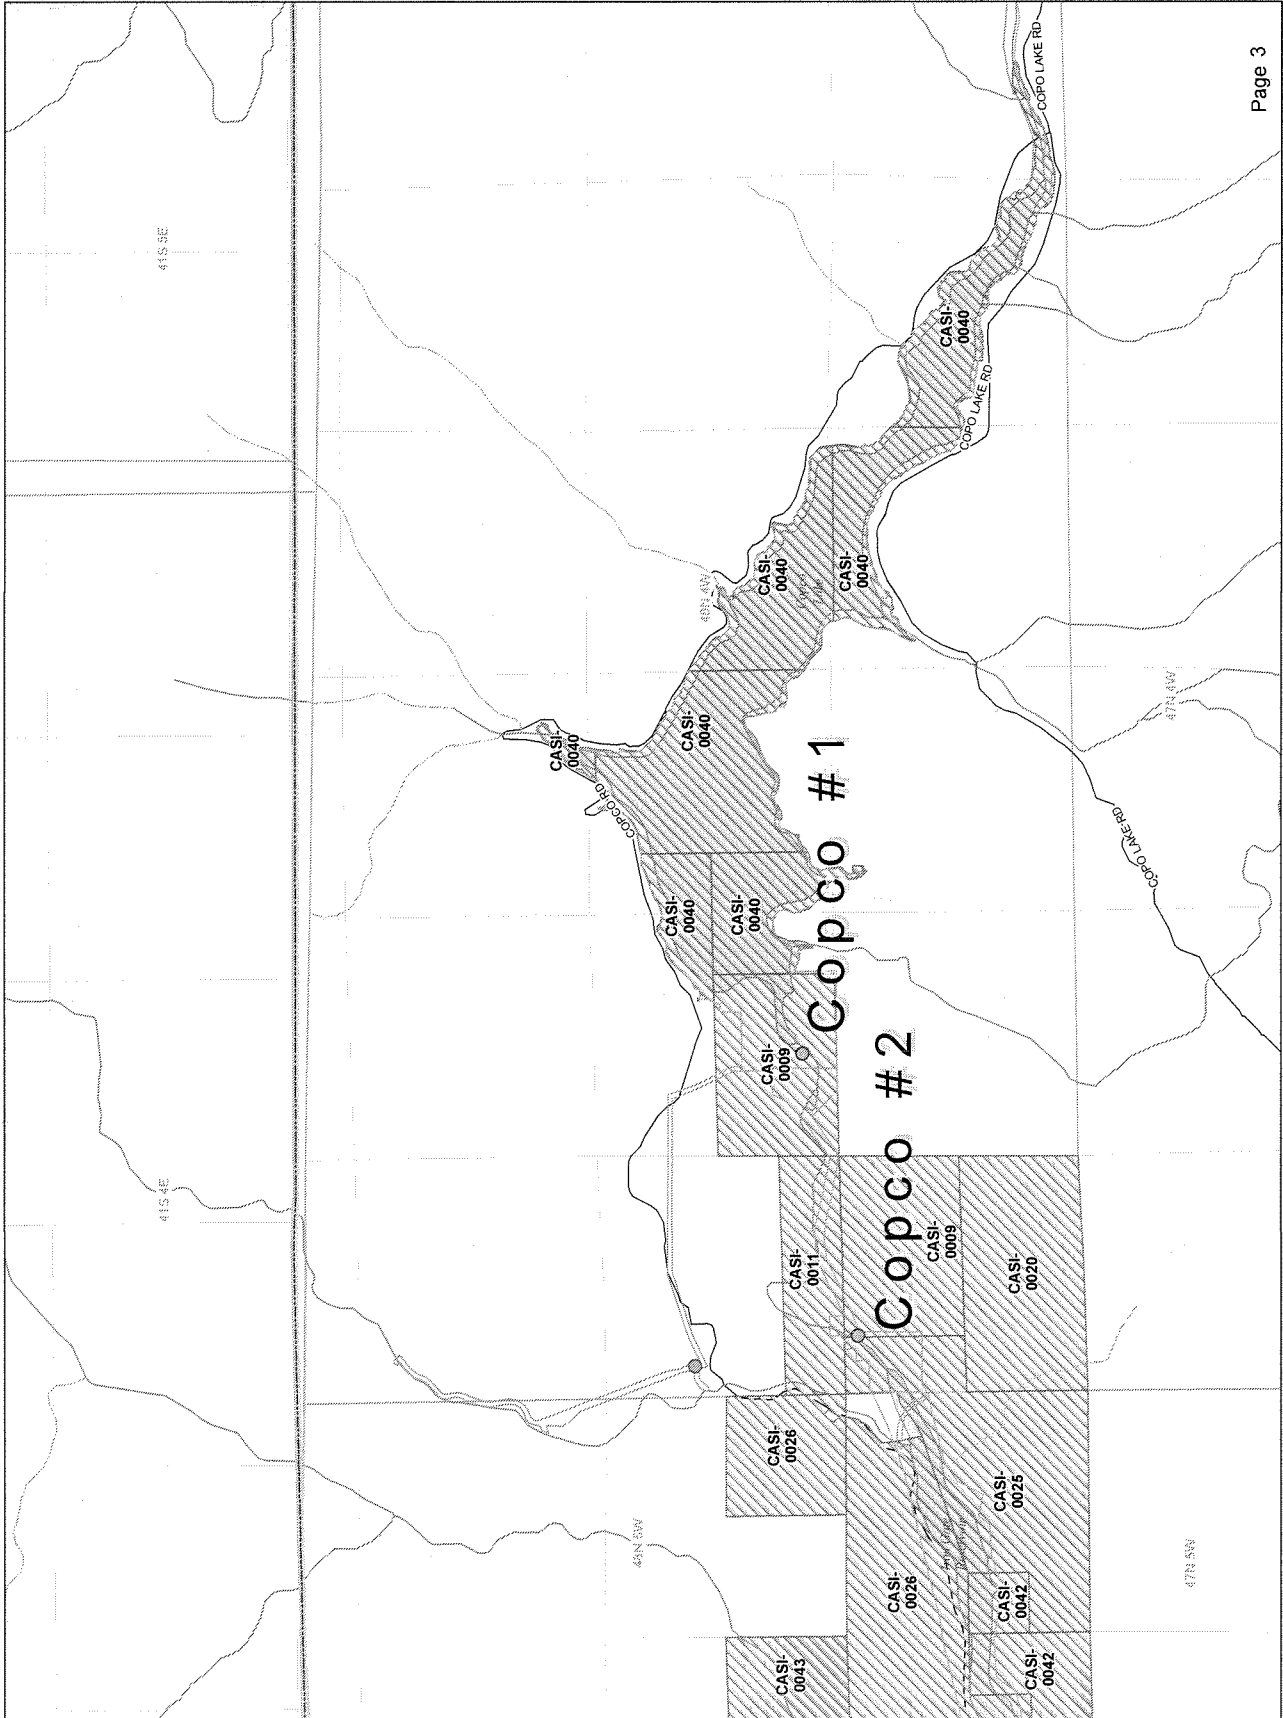 41S 4E
41S 5E
48N 5W
48N 4W
CASI-
0043
CASI-
0026
CASI-
0026
CASI-
0042
CASI-
0042
CASI-
0025
CASI-
0011
CASI-
0009
CASI-
0020
CASI-
0009
Copco #2
Copco #1
CASI-
0040
CASI-
0040
CASI-
0040
CASI-
0040
CASI-
0040
CASI-
0040
CASI-
0040
Copco
Lake
COPCO RD
COPO LAKE RD
COPO LAKE RD
COPO LAKE RD
47N 5W
47N 4W
Page 3